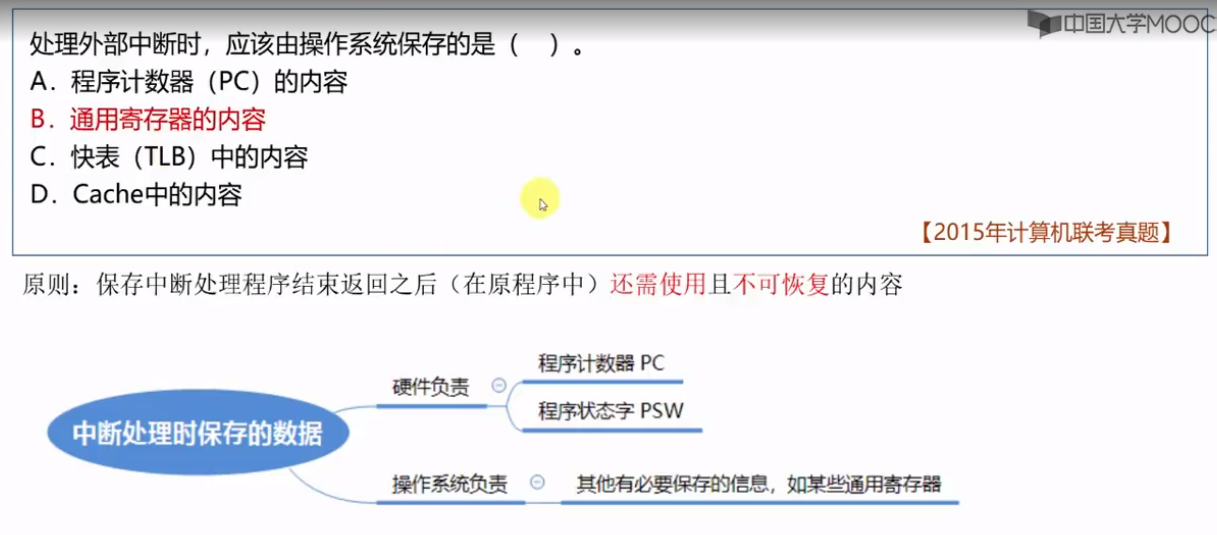 中国大学MOOC
处理外部中断时，应该由操作系统保存的是（ ）。
A．程序计数器（PC）的内容
B．通用寄存器的内容
C．快表（TLB）中的内容
D．Cache中的内容
【2015年计算机联考真题】
原则：保存中断处理程序结束返回之后（在原程序中）还需使用且不可恢复的内容
中断处理时保存的数据
硬件负责
程序计数器 PC
程序状态字 PSW
操作系统负责
其他有必要保存的信息，如某些通用寄存器